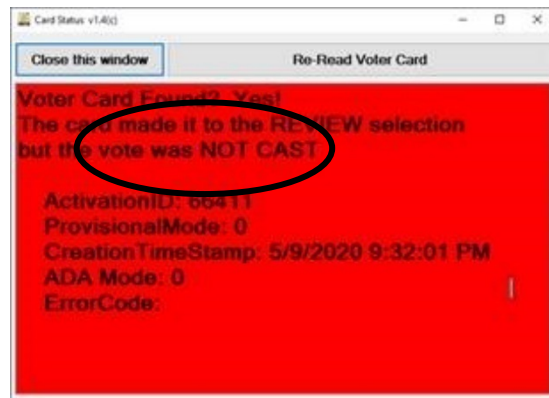 Card Status v1.4(c)
Close this window
Re-Read Voter Card
Voter Card Found? Yes!
The card made it to the REVIEW selection
but the vote was NOT CAST
ActivationID: 66411
ProvisionalMode: 0
CreationTimeStamp: 5/9/2020 9:32:01 PM
ADA Mode: 0
ErrorCode: